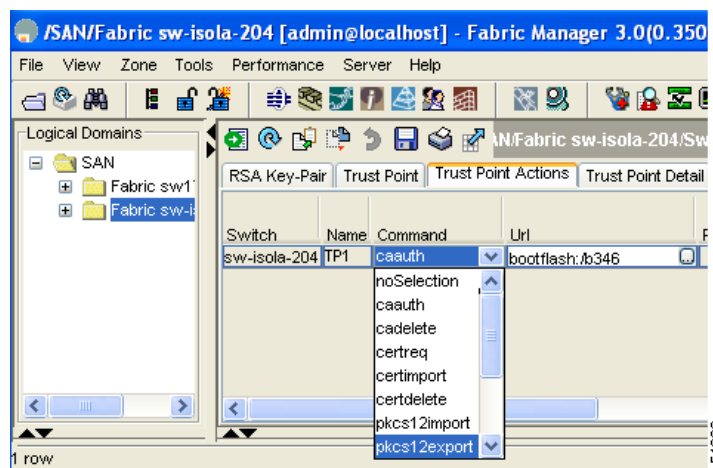 /SAN/Fabric sw-isola-204 [admin@localhost] - Fabric Manager 3.0(0.350
File View Zone Tools Performance Server Help
Logical Domains
SAN
Fabric sw1
Fabric sw-i
/SAN/Fabric sw-isola-204/Sw
RSA Key-Pair Trust Point Trust Point Actions Trust Point Detail
Switch Name Command Url
sw-isola-204 TP1 caauth bootflash:/b346
noSelection
caauth
cadelete
certreq
certimport
certdelete
pkcs12import
pkcs12export
1 row